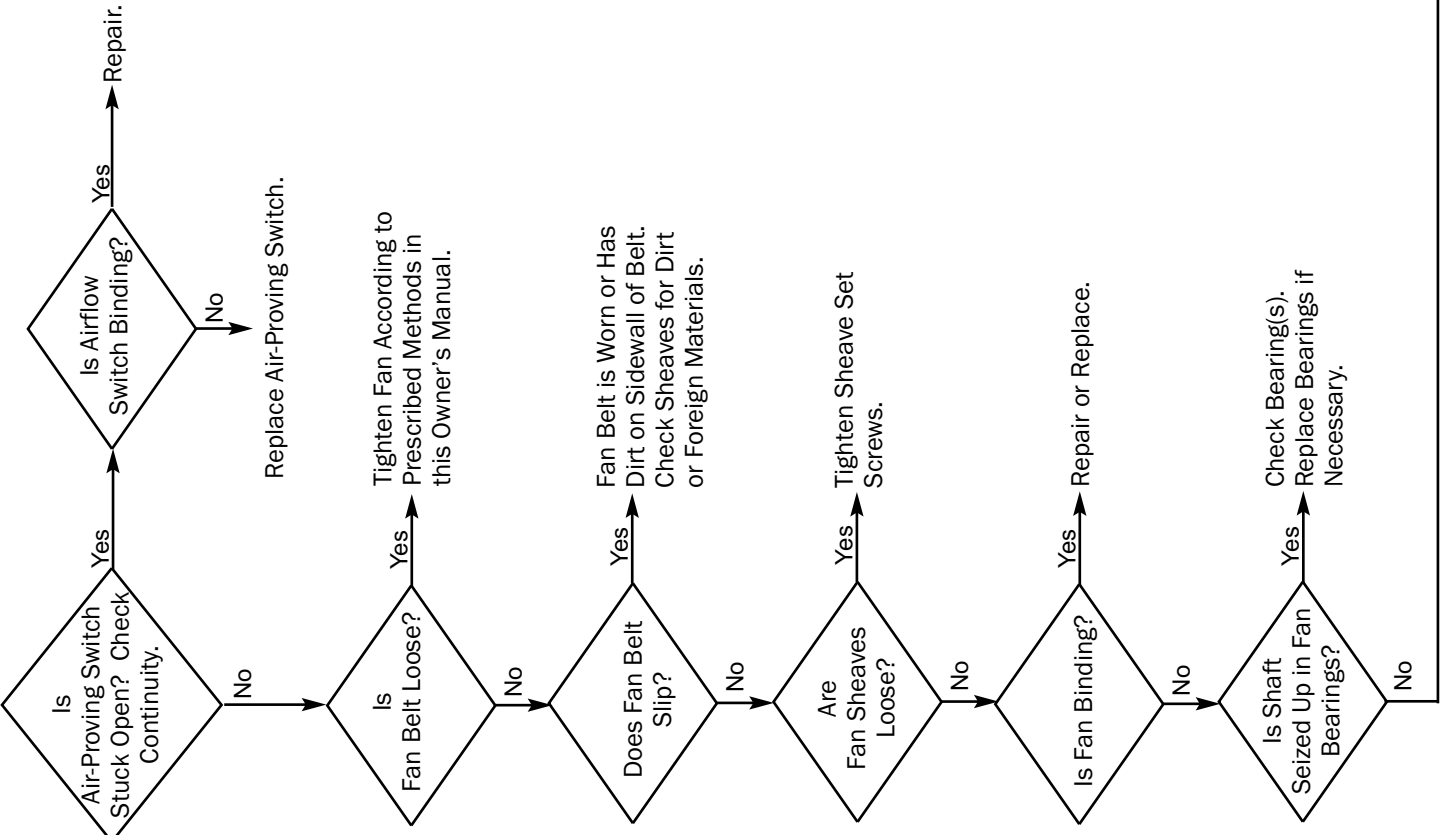 Is
Air-Proving Switch
Stuck Open? Check
Continuity.
Yes
Is Airflow
Switch Binding?
Yes
Repair.
No
Replace Air-Proving Switch.
No
Is
Fan Belt Loose?
Yes
Tighten Fan According to
Prescribed Methods in
this Owner's Manual.
No
Does Fan Belt
Slip?
Yes
Fan Belt is Worn or Has
Dirt on Sidewall of Belt.
Check Sheaves for Dirt
or Foreign Materials.
No
Are
Fan Sheaves
Loose?
Yes
Tighten Sheave Set
Screws.
No
Is Fan Binding?
Yes
Repair or Replace.
No
Is Shaft
Seized Up in Fan
Bearings?
Yes
Check Bearing(s).
Replace Bearings if
Necessary.
No